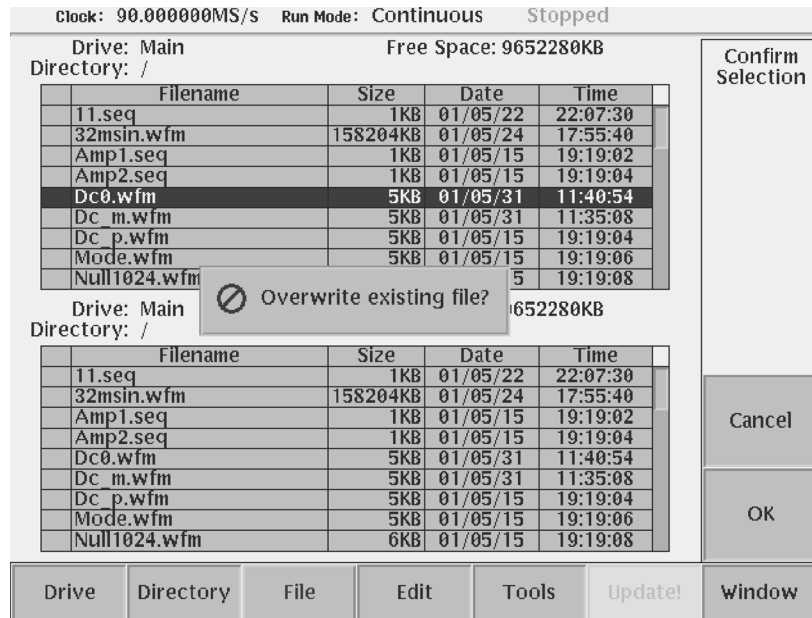 Clock: 90.000000MS/s Run Mode: Continuous Stopped
Drive: Main Free Space: 9652280KB
Directory: /
Filename Size Date Time
11.seq 1KB 01/05/22 22:07:30
32msin.wfm 158204KB 01/05/24 17:55:40
Amp1.seq 1KB 01/05/15 19:19:02
Amp2.seq 1KB 01/05/15 19:19:04
Dc0.wfm 5KB 01/05/31 11:40:54
Dc_m.wfm 5KB 01/05/31 11:35:08
Dc_p.wfm 5KB 01/05/15 19:19:04
Mode.wfm 5KB 01/05/15 19:19:06
Null1024.wfm 5 19:19:08
Overwrite existing file?
Drive: Main 652280KB
Directory: /
Filename Size Date Time
11.seq 1KB 01/05/22 22:07:30
32msin.wfm 158204KB 01/05/24 17:55:40
Amp1.seq 1KB 01/05/15 19:19:02
Amp2.seq 1KB 01/05/15 19:19:04
Dc0.wfm 5KB 01/05/31 11:40:54
Dc_m.wfm 5KB 01/05/31 11:35:08
Dc_p.wfm 5KB 01/05/15 19:19:04
Mode.wfm 5KB 01/05/15 19:19:06
Null1024.wfm 6KB 01/05/15 19:19:08
Confirm
Selection
Cancel
OK
Drive Directory File Edit Tools Update! Window